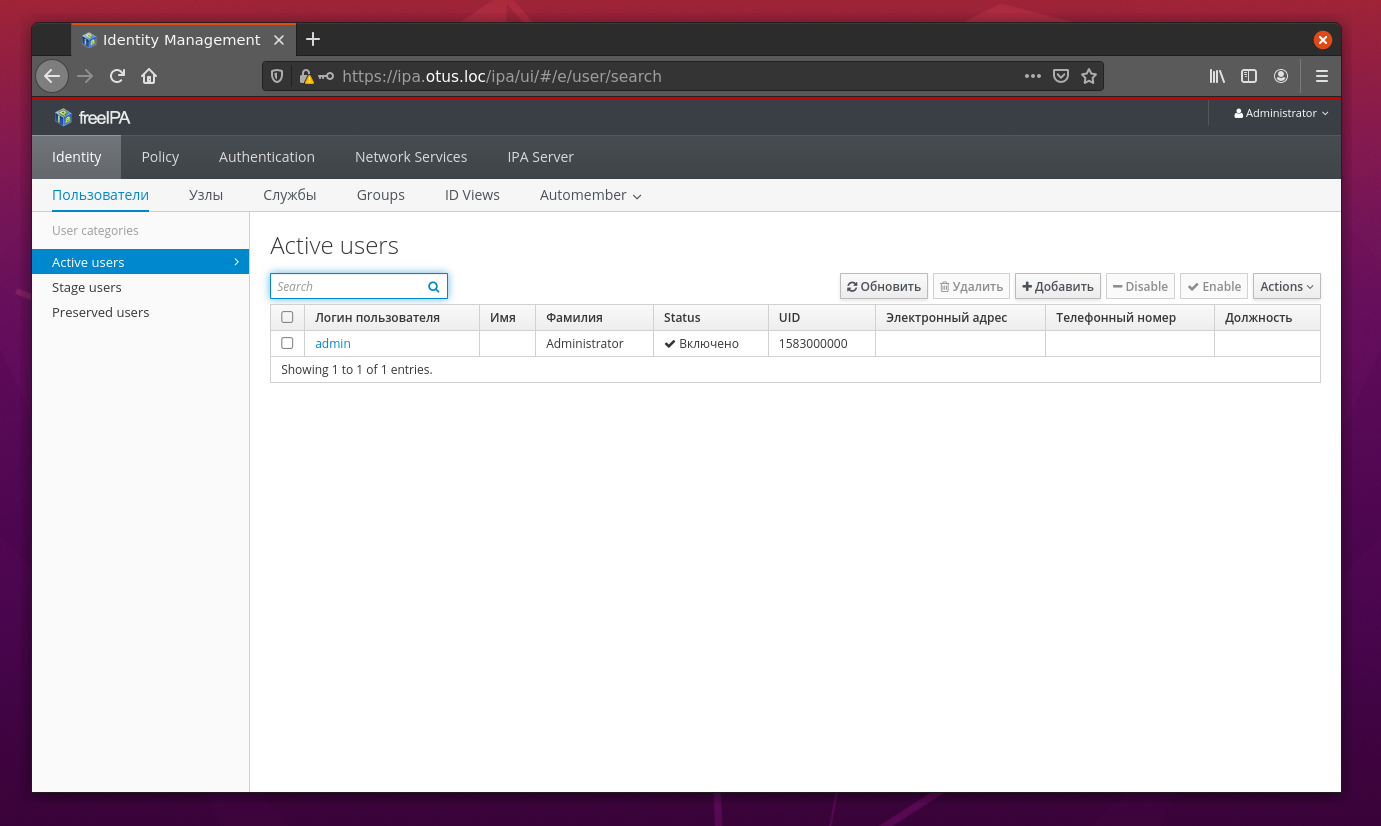 Identity Management
https://ipa.otus.loc/ipa/ui/#/e/user/search
freeIPA
Administrator
Identity Policy Authentication Network Services IPA Server
Пользователи Узлы Службы Groups ID Views Automember
User categories
Active users
Stage users
Preserved users
Active users
Search Обновить Удалить Добавить Disable Enable Actions
Логин пользователя Имя Фамилия Status UID Электронный адрес Телефонный номер Должность
admin Administrator Включено 1583000000
Showing 1 to 1 of 1 entries.